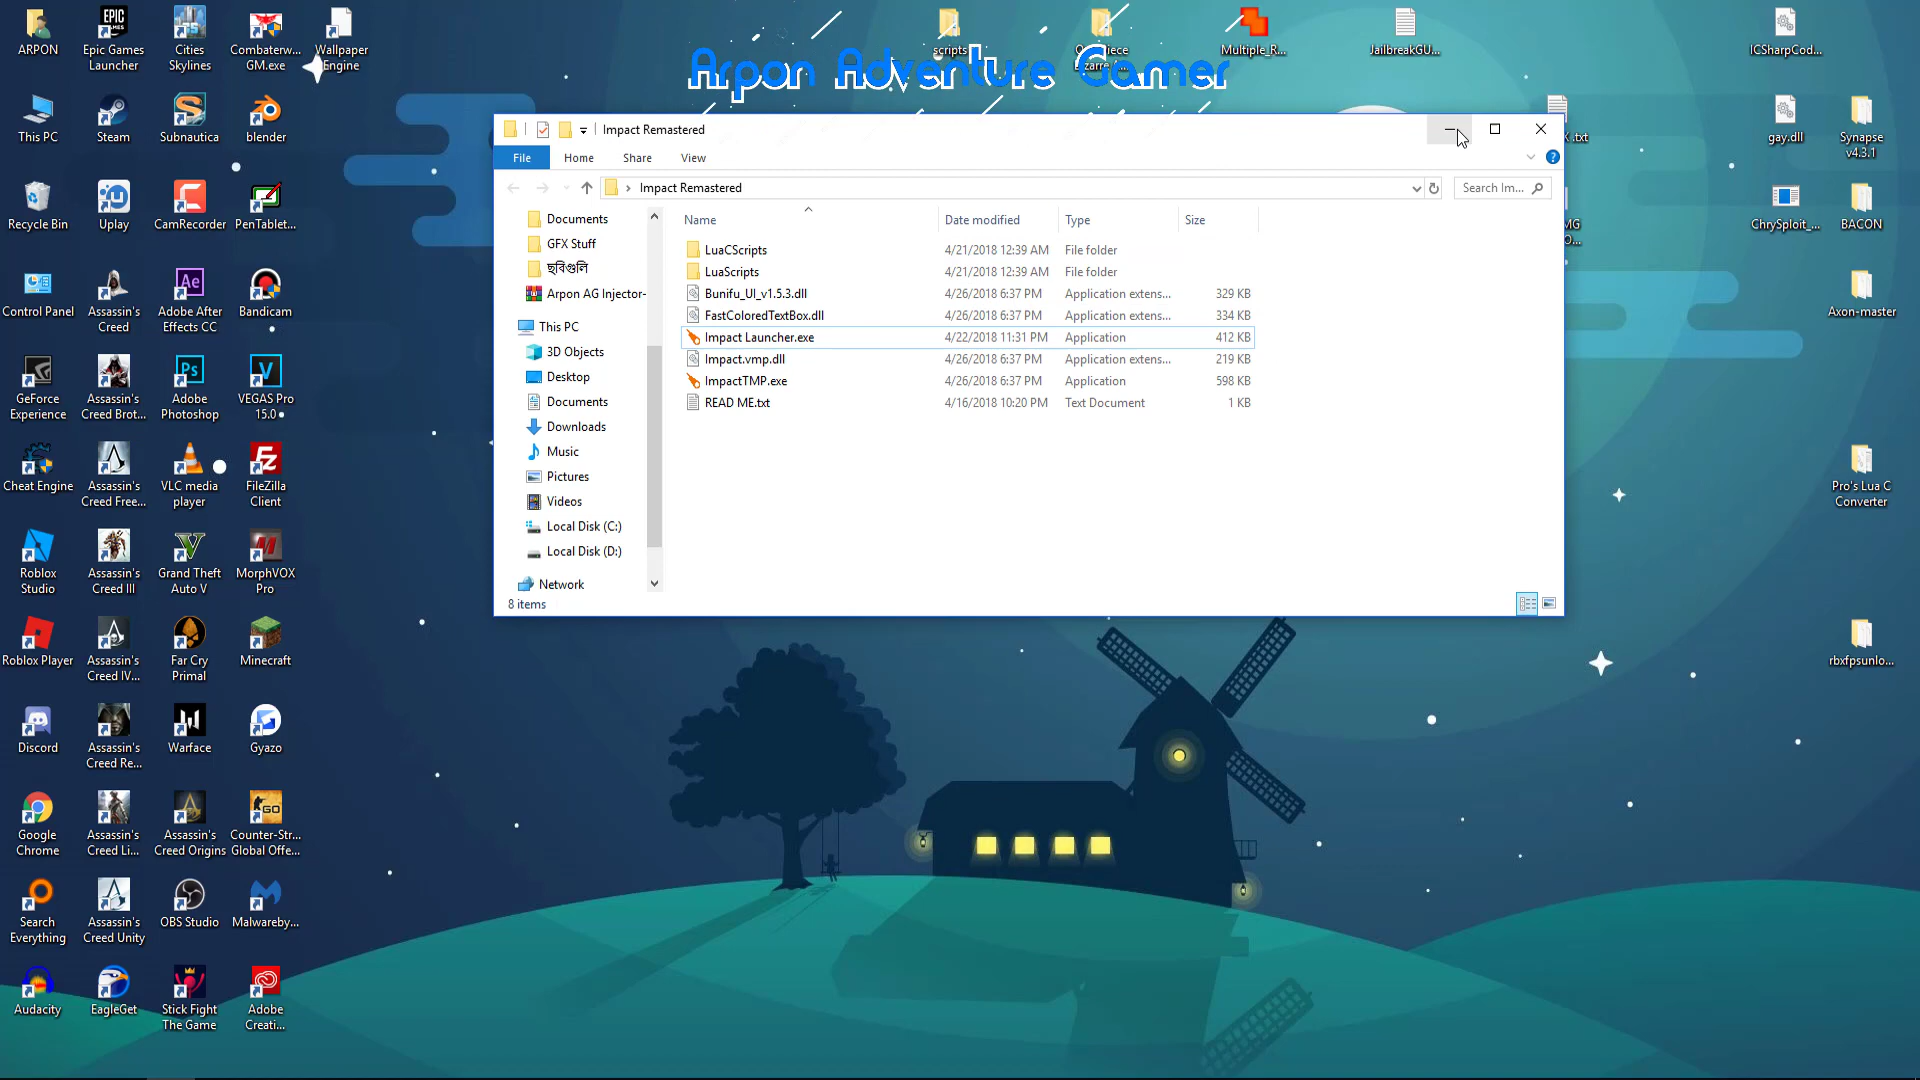 ARPON
Epic Games
Launcher
Cities
Skylines
Combaterw...
GM.exe
Wallpaper
Engine
scripts
Multiple_R...
JailbreakGU...
ICSharpCod...
Arpon Adventure Gamer
This PC
Steam
Subnautica
blender
.txt
gay.dll
Synapse
v4.3.1
Recycle Bin
Uplay
CamRecorder
PenTablet...
ChrySploit_...
BACON
Control Panel
Assassin's
Creed
Adobe After
Effects CC
Bandicam
Axon-master
GeForce
Experience
Assassin's
Creed Brot...
Adobe
Photoshop
VEGAS Pro
15.0
Cheat Engine
Assassin's
Creed Free...
VLC media
player
FileZilla
Client
Pro's Lua C
Converter
Roblox
Studio
Assassin's
Creed III
Grand Theft
Auto V
MorphVOX
Pro
Roblox Player
Assassin's
Creed IV...
Far Cry
Primal
Minecraft
rbxfpsunlo...
Discord
Assassin's
Creed Re...
Warface
Gyazo
Google
Chrome
Assassin's
Creed Li...
Assassin's
Creed Origins
Counter-Str...
Global Offe...
Search
Everything
Assassin's
Creed Unity
OBS Studio
Malwareby...
Audacity
EagleGet
Stick Fight
The Game
Adobe
Creati...
Impact Remastered
File Home Share View
Impact Remastered
Search Im...
Documents
GFX Stuff
ছবিগুলি
Arpon AG Injector-
This PC
3D Objects
Desktop
Documents
Downloads
Music
Pictures
Videos
Local Disk (C:)
Local Disk (D:)
Network
Name Date modified Type Size
LuaCScripts 4/21/2018 12:39 AM File folder
LuaScripts 4/21/2018 12:39 AM File folder
Bunifu_UI_v1.5.3.dll 4/26/2018 6:37 PM Application extens... 329 KB
FastColoredTextBox.dll 4/26/2018 6:37 PM Application extens... 334 KB
Impact Launcher.exe 4/22/2018 11:31 PM Application 412 KB
Impact.vmp.dll 4/26/2018 6:37 PM Application extens... 219 KB
ImpactTMP.exe 4/26/2018 6:37 PM Application 598 KB
READ ME.txt 4/16/2018 10:20 PM Text Document 1 KB
8 items